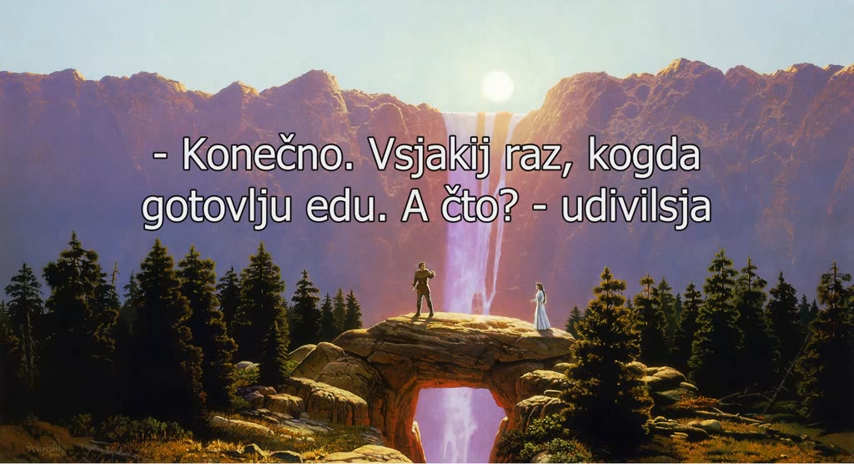 - Konečno. Vsjakij raz, kogda
gotovlju edu. A čto? - udivilsja